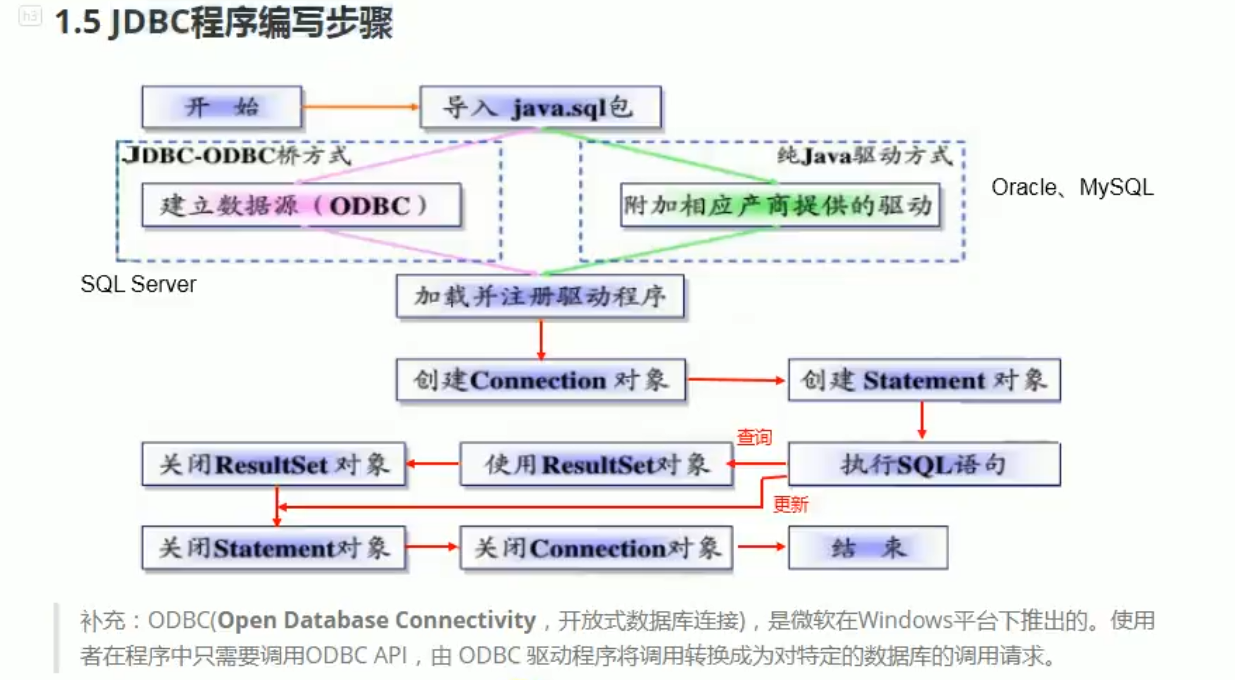 h3
1.5 JDBC程序编写步骤
开 始
导入 java.sql包
JDBC-ODBC桥方式
纯Java驱动方式
建立数据源（ODBC）
附加相应产商提供的驱动
Oracle、MySQL
SQL Server
加载并注册驱动程序
创建Connection 对象
创建 Statement 对象
查询
关闭ResultSet 对象
使用ResultSet对象
执行SQL语句
更新
关闭Statement对象
关闭Connection对象
结 束
补充：ODBC(Open Database Connectivity，开放式数据库连接)，是微软在Windows平台下推出的。使用
者在程序中只需要调用ODBC API，由 ODBC 驱动程序将调用转换成为对特定的数据库的调用请求。